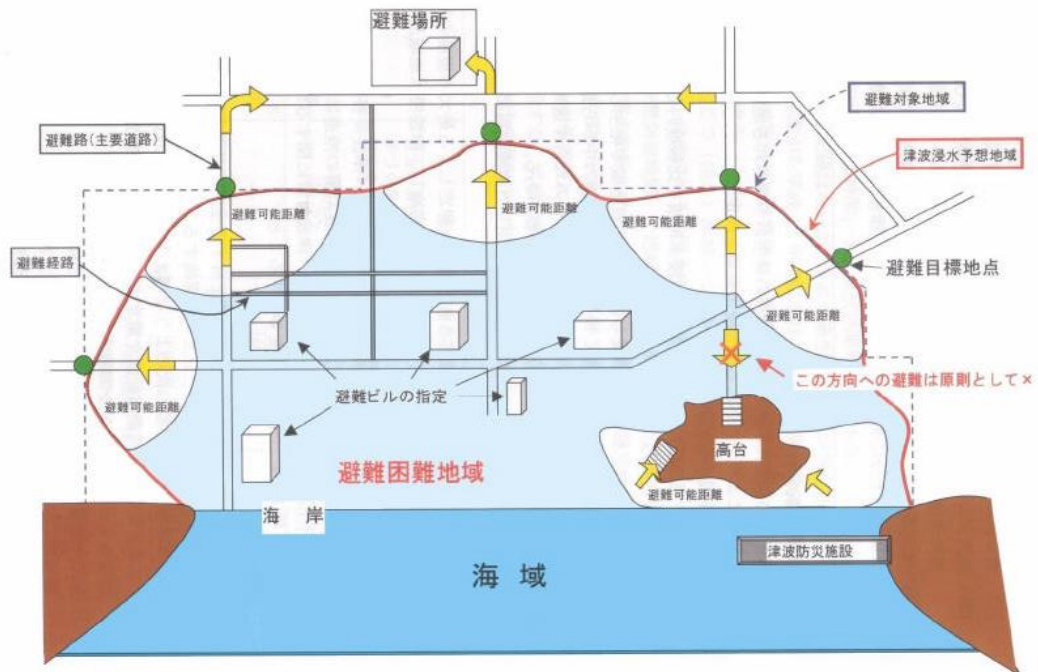 避難場所
避難対象地域
避難路(主要道路)
津波浸水予想地域
避難可能距離
避難可能距離
避難可能距離
避難経路
避難目標地点
避難可能距離
この方向への避難は原則として×
避難ビルの指定
避難可能距離
高台
避難困難地域
避難可能距離
海 岸
津波防災施設
海 域